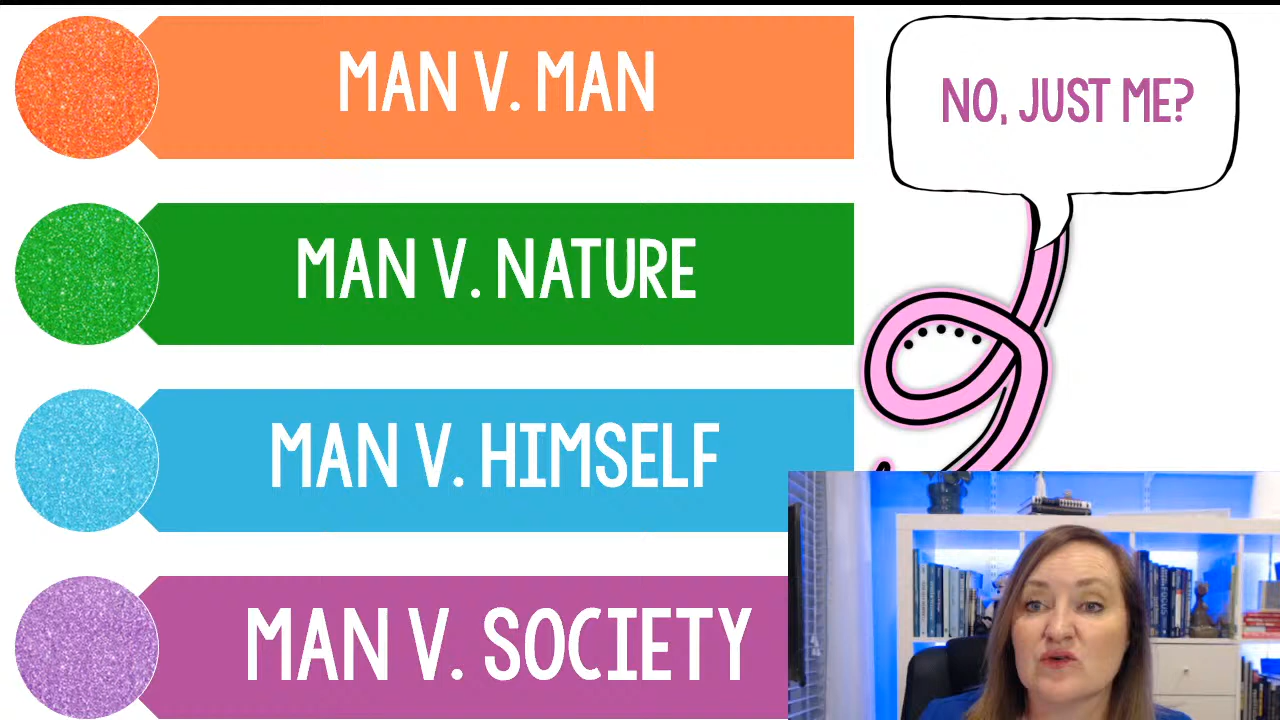 MAN V. MAN
NO, JUST ME?
MAN V. NATURE
MAN V. HIMSELF
MAN V. SOCIETY